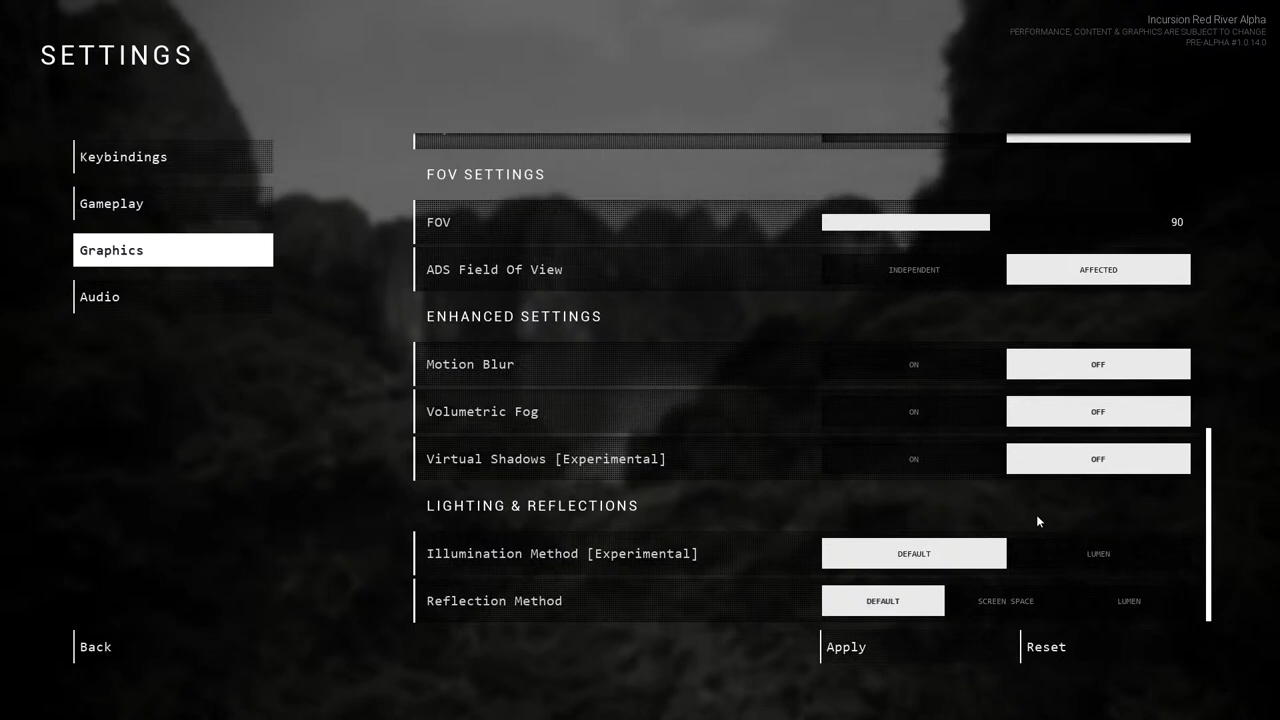 Incursion Red River Alpha
PERFORMANCE, CONTENT & GRAPHICS ARE SUBJECT TO CHANGE
PRE-ALPHA #1.0.14.0
SETTINGS
Keybindings
Gameplay
Graphics
Audio
FOV SETTINGS
FOV 90
ADS Field Of View INDEPENDENT AFFECTED
ENHANCED SETTINGS
Motion Blur ON OFF
Volumetric Fog ON OFF
Virtual Shadows [Experimental] ON OFF
LIGHTING & REFLECTIONS
Illumination Method [Experimental] DEFAULT LUMEN
Reflection Method DEFAULT SCREEN SPACE LUMEN
Back Apply Reset